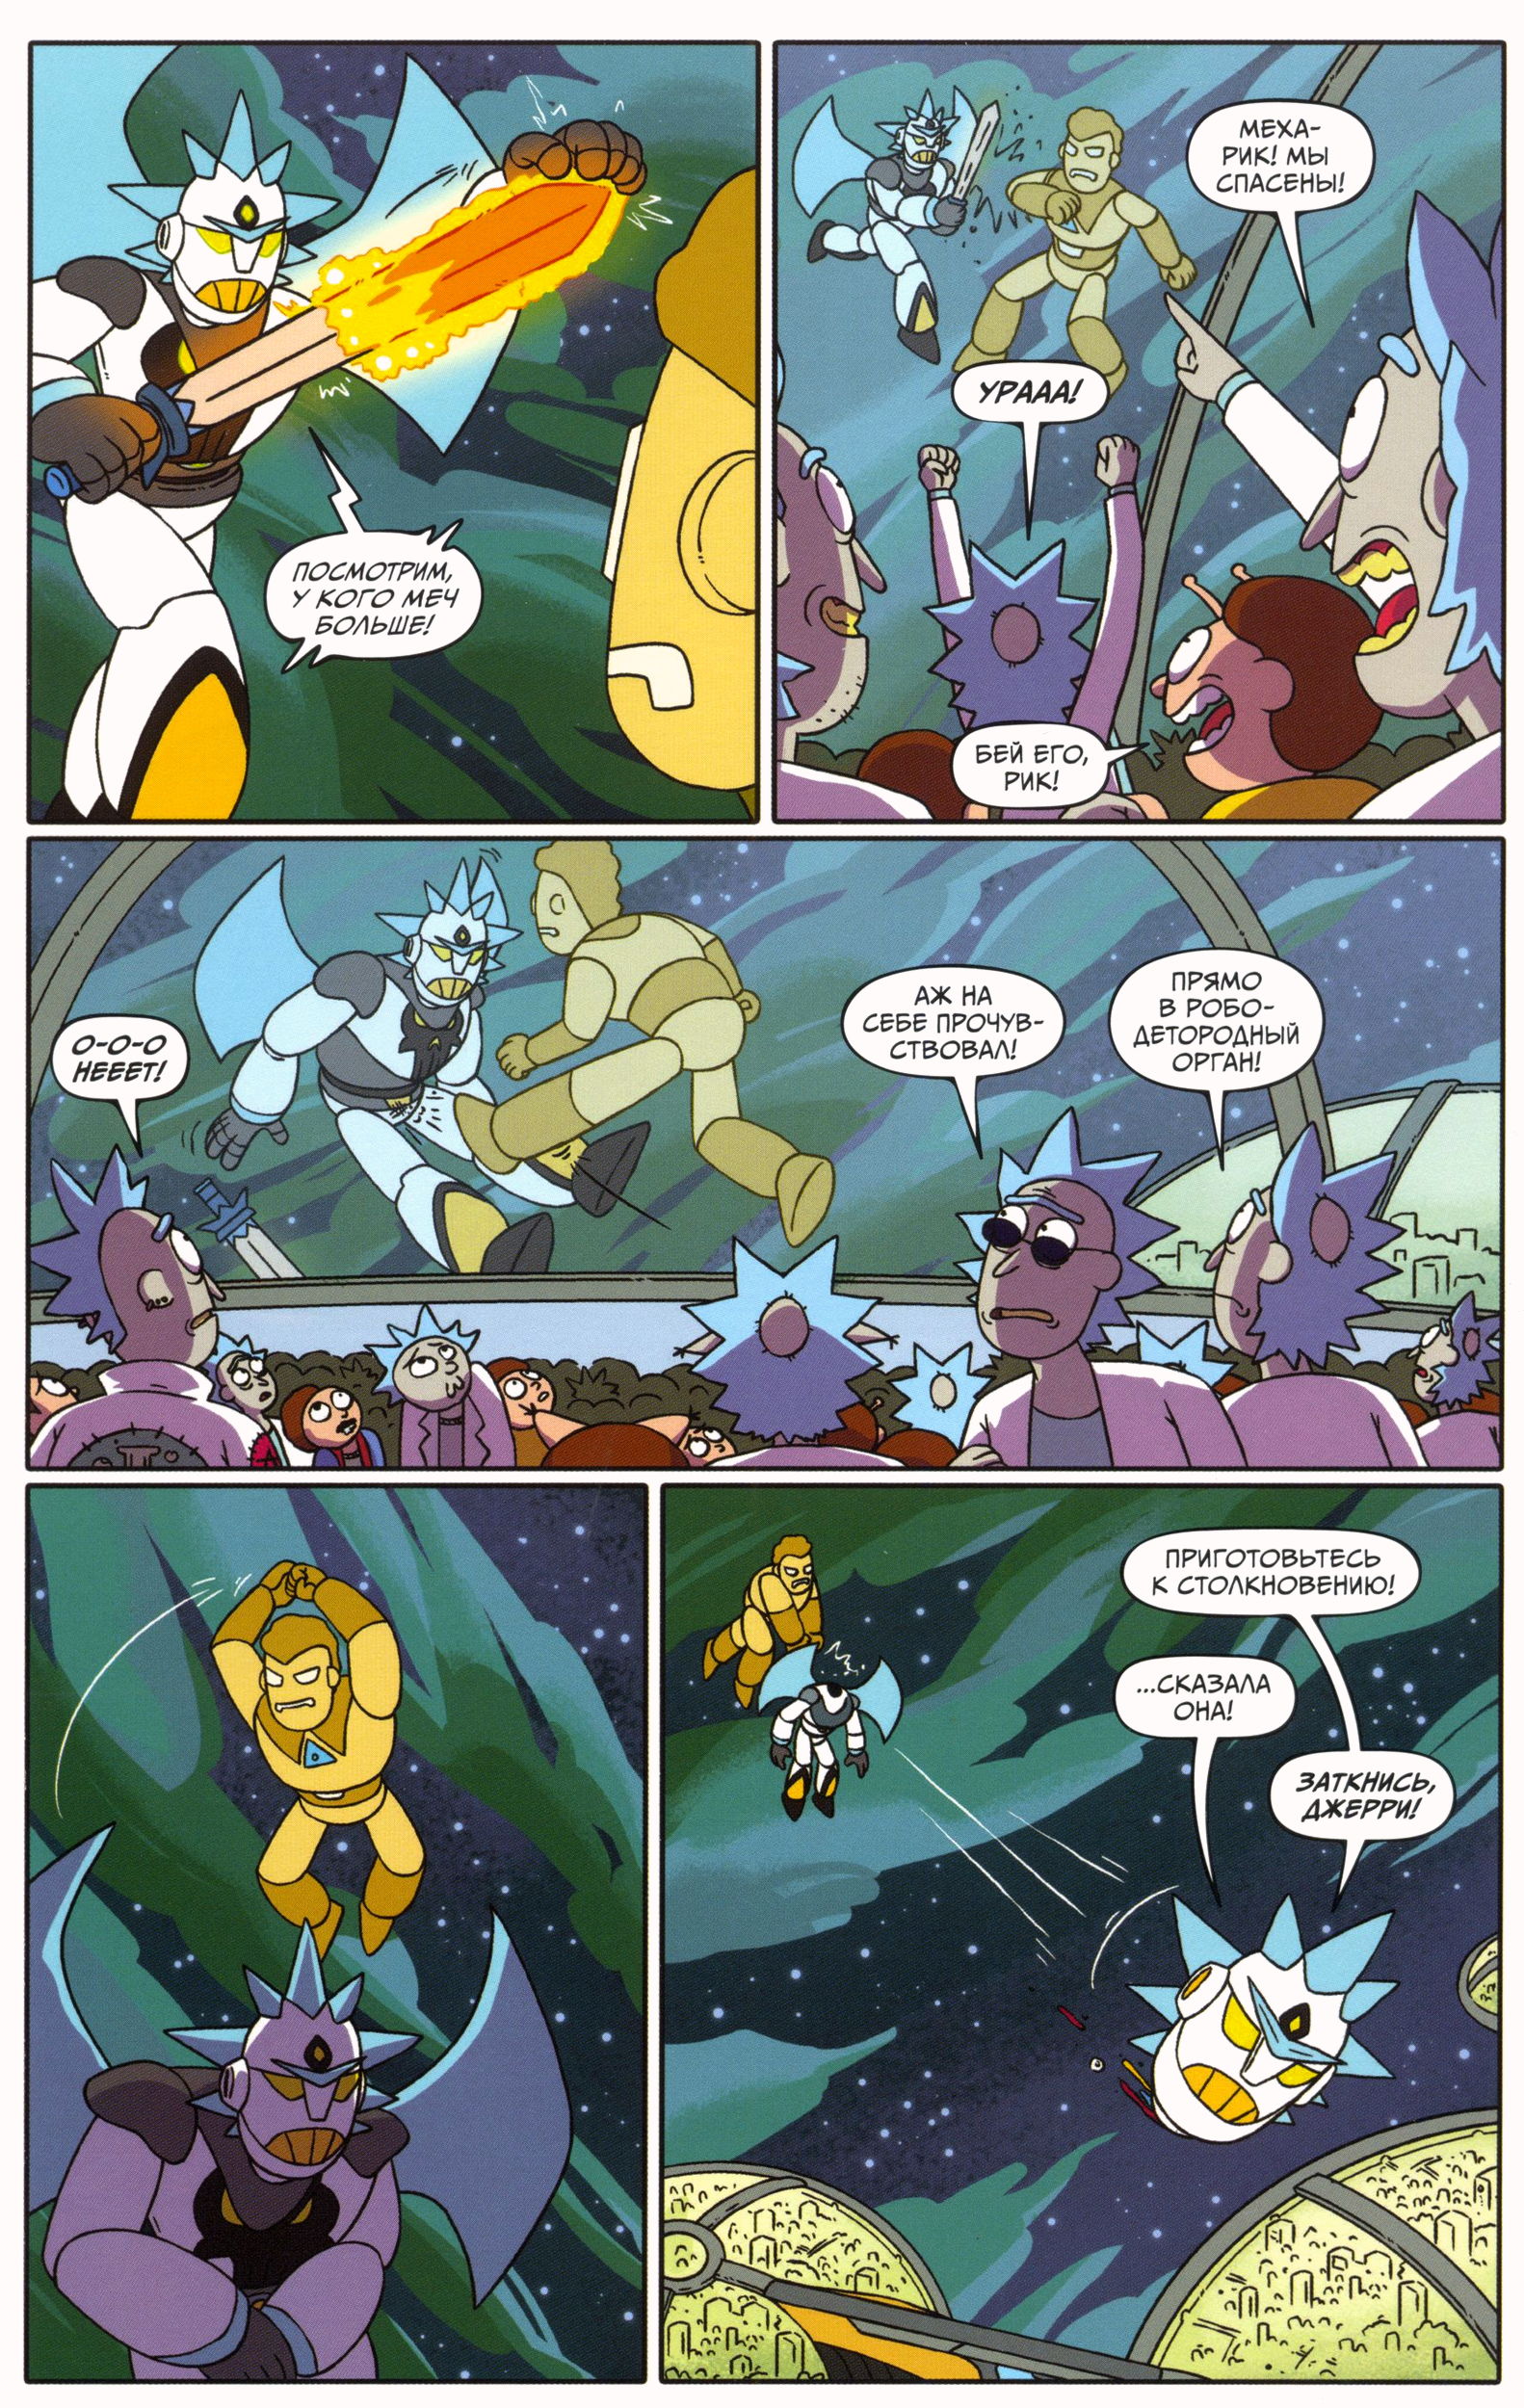 ПОСМОТРИМ,
У КОГО МЕЧ
БОЛЬШЕ!
МЕХА-
РИК! МЫ
СПАСЕНЫ!
УРААА!
БЕЙ ЕГО,
РИК!
О-О-О
НЕЕЕТ!
АЖ НА
СЕБЕ ПРОЧУВ-
СТВОВАЛ!
ПРЯМО
В РОБО-
ДЕТОРОДНЫЙ
ОРГАН!
ПРИГОТОВЬТЕСЬ
К СТОЛКНОВЕНИЮ!
...СКАЗАЛА
ОНА!
ЗАТКНИСЬ,
ДЖЕРРИ!